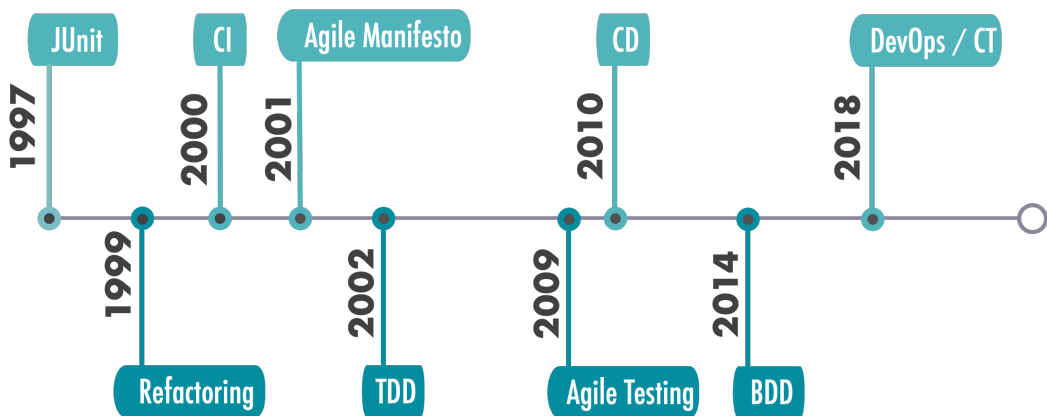 JUnit
CI
Agile Manifesto
CD
DevOps / CT
1997
2000
2001
2010
2018
1999
2002
2009
2014
Refactoring
TDD
Agile Testing
BDD